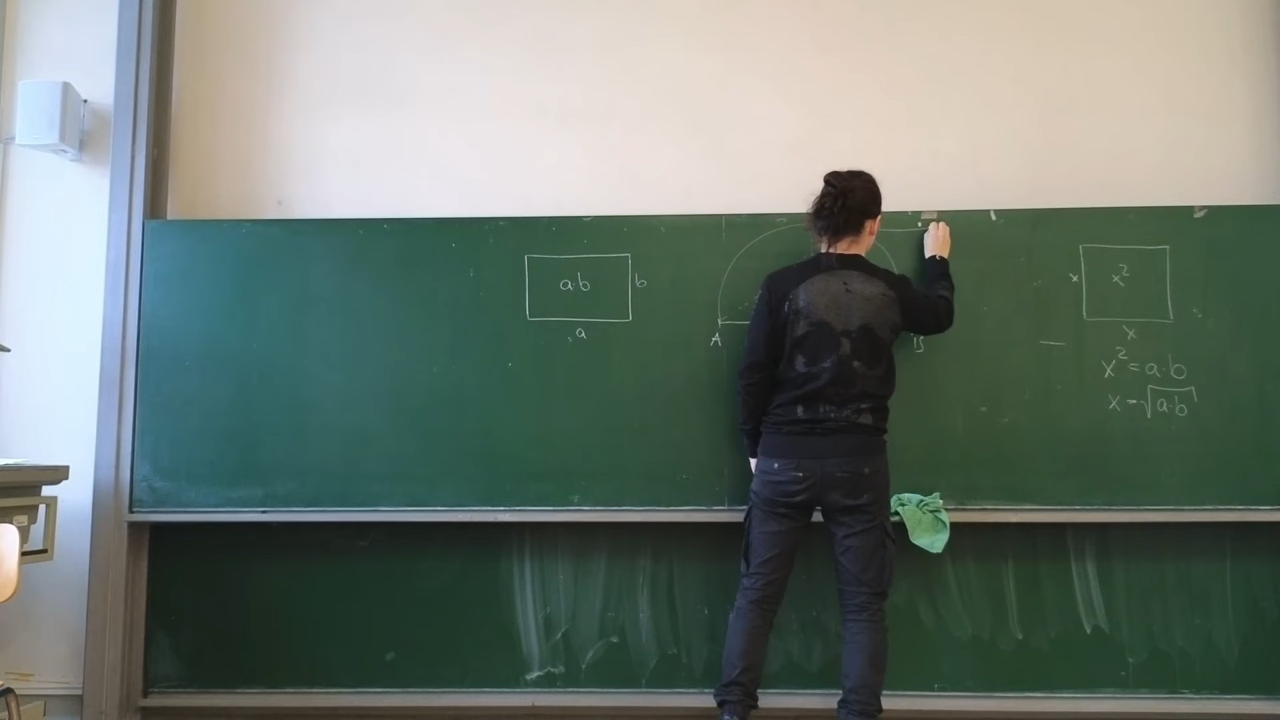 a·b
b
a
A
B
x
x²
x
x² = a·b
x = √a·b